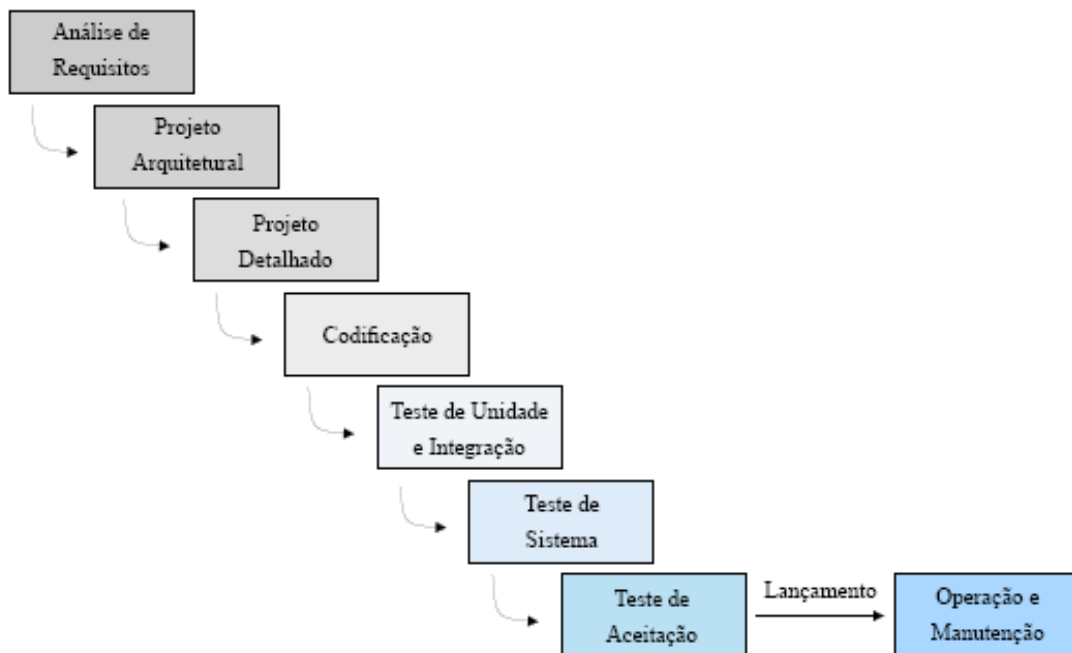 Análise de
Requisitos
Projeto
Arquitetural
Projeto
Detalhado
Codificação
Teste de Unidade
e Integração
Teste de
Sistema
Teste de
Aceitação
Lançamento
Operação e
Manutenção